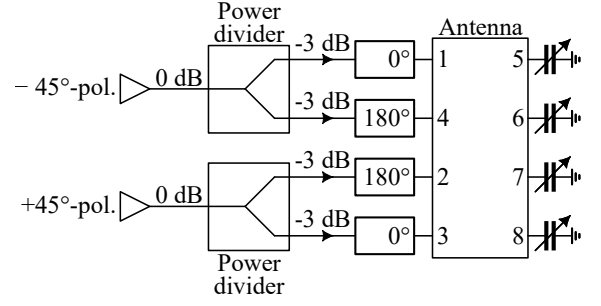 Power
divider
Antenna
-3 dB
0°
1
5
− 45°-pol.
0 dB
-3 dB
180°
4
6
-3 dB
180°
2
7
+45°-pol.
0 dB
-3 dB
0°
3
8
Power
divider